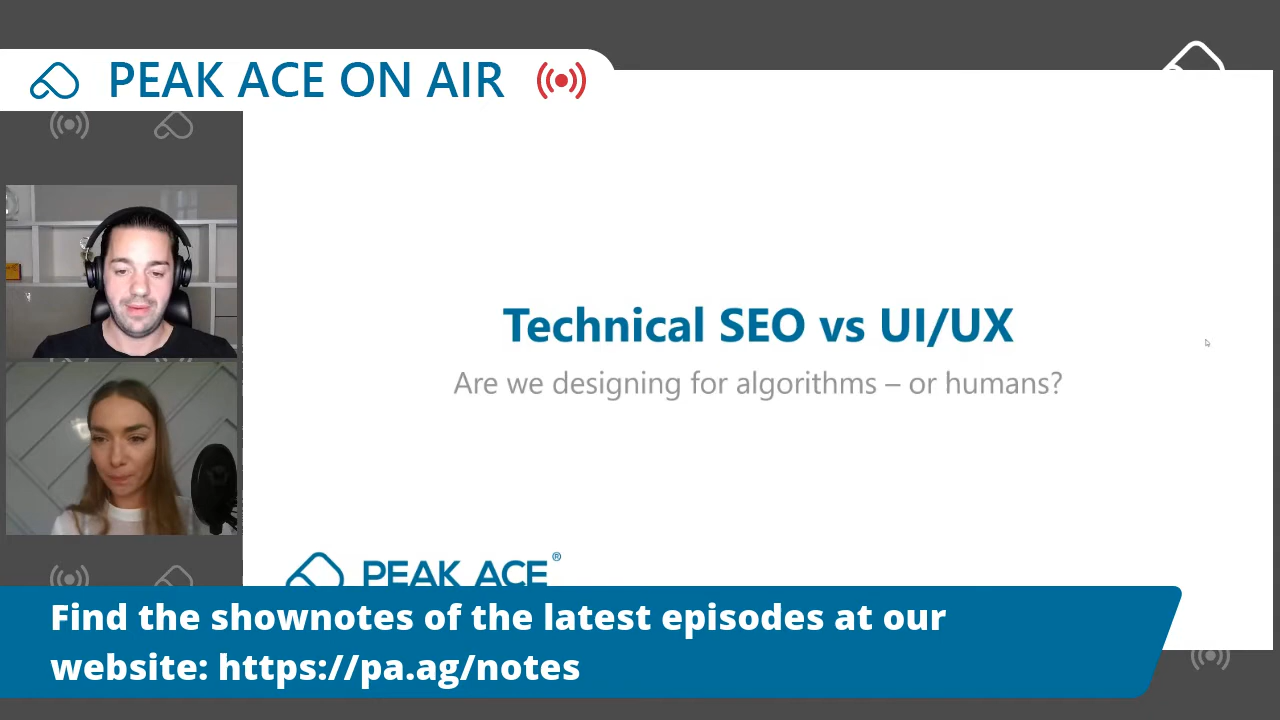 PEAK ACE ON AIR
Technical SEO vs UI/UX
Are we designing for algorithms – or humans?
PEAK ACE®
Find the shownotes of the latest episodes at our
website: https://pa.ag/notes